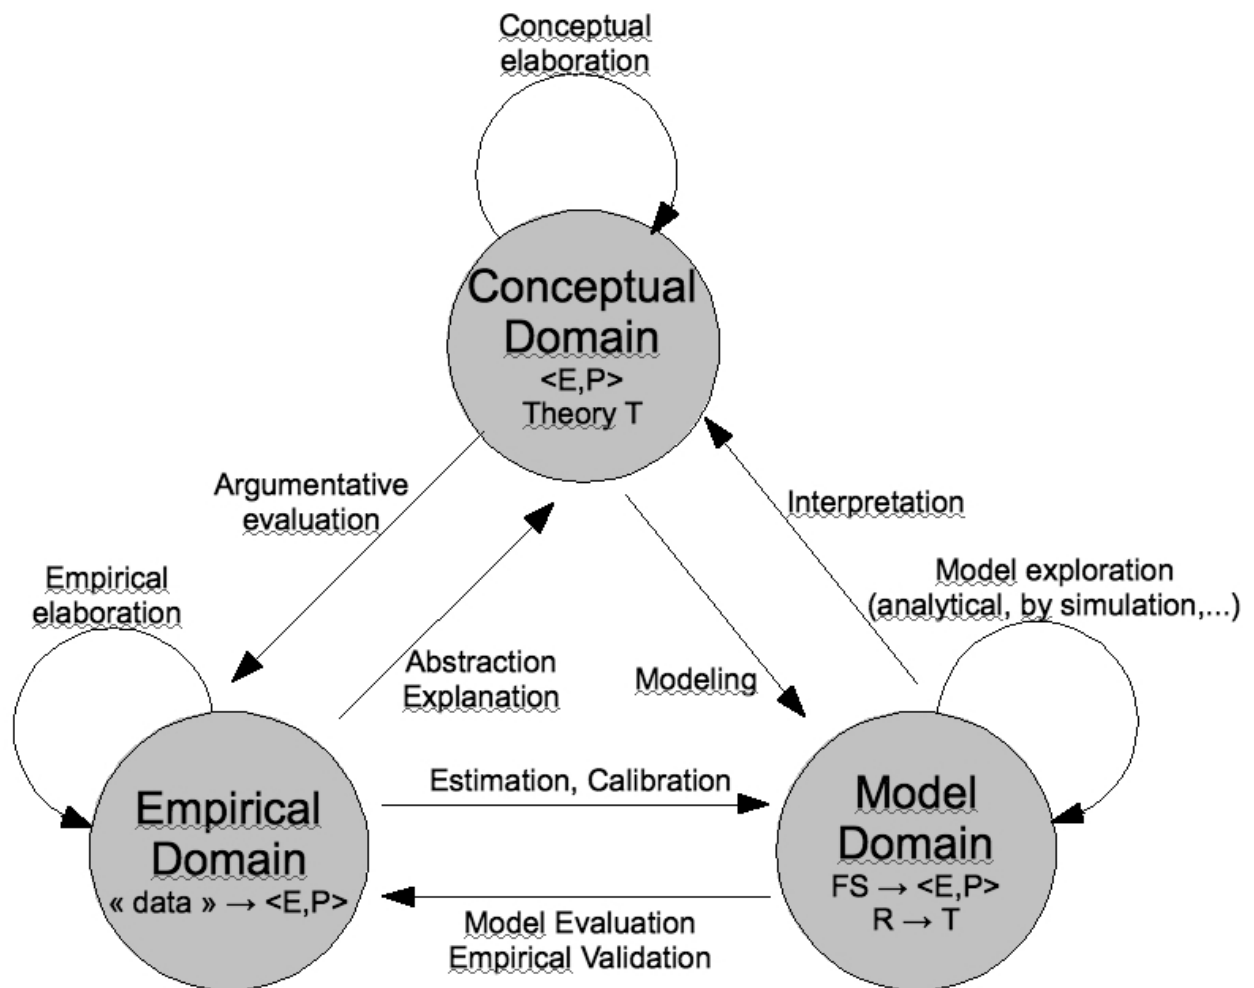 Conceptual
elaboration
Conceptual
Domain
<E,P>
Theory T
Argumentative
evaluation
Interpretation
Empirical
elaboration
Model exploration
(analytical, by simulation,...)
Abstraction
Explanation
Modeling
Estimation, Calibration
Empirical
Domain
« data » → <E,P>
Model
Domain
FS → <E,P>
R → T
Model Evaluation
Empirical Validation